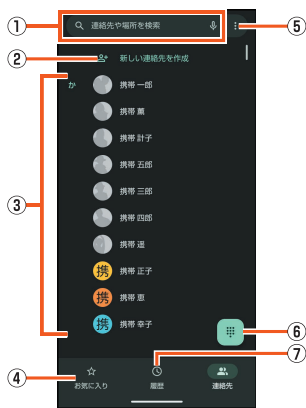 ① 連絡先や場所を検索 ⑤
② 新しい連絡先を作成
か 携帯 一郎
携帯 薫
携帯 計子
携帯 五郎
③ 携帯 三郎
携帯 四郎
携帯 遥
携 携帯 正子
携 携帯 恵
携 携帯 幸子
⑥
⑦
④ お気に入り 履歴 連絡先